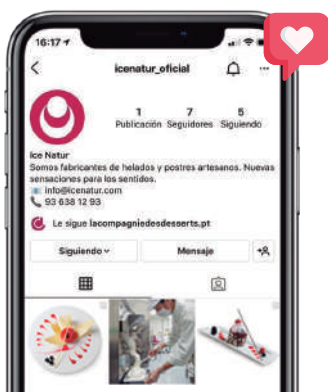 16:17
icenatur_oficial
1 7 5
Publicación Seguidores Siguiendo
Ice Natur
Somos fabricantes de helados y postres artesanos. Nuevas
sensaciones para los sentidos.
info@icenatur.com
93 638 12 93
Le sigue lacompagniedesdesserts.pt
Siguiendo Mensaje